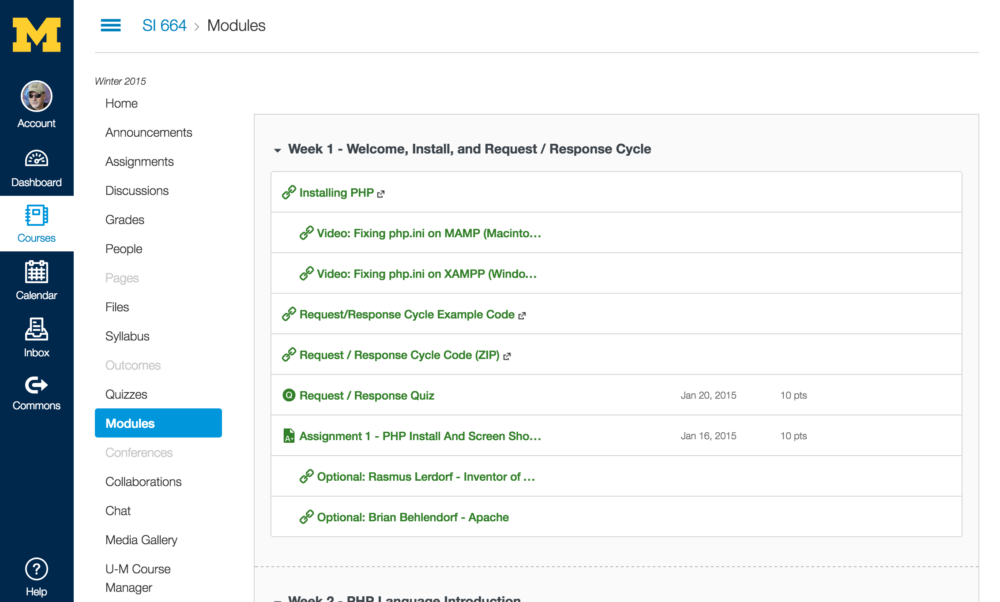 M
Account
Dashboard
Courses
Calendar
Inbox
Commons
?
Help
SI 664 > Modules
Winter 2015
Home
Announcements
Assignments
Discussions
Grades
People
Pages
Files
Syllabus
Outcomes
Quizzes
Modules
Conferences
Collaborations
Chat
Media Gallery
U-M Course
Manager
Week 1 - Welcome, Install, and Request / Response Cycle
Installing PHP
Video: Fixing php.ini on MAMP (Macinto...
Video: Fixing php.ini on XAMPP (Windo...
Request/Response Cycle Example Code
Request / Response Cycle Code (ZIP)
Q Request / Response Quiz Jan 20, 2015 10 pts
A+ Assignment 1 - PHP Install And Screen Sho... Jan 16, 2015 10 pts
Optional: Rasmus Lerdorf - Inventor of ...
Optional: Brian Behlendorf - Apache
Week 2 - PHP Language Introduction